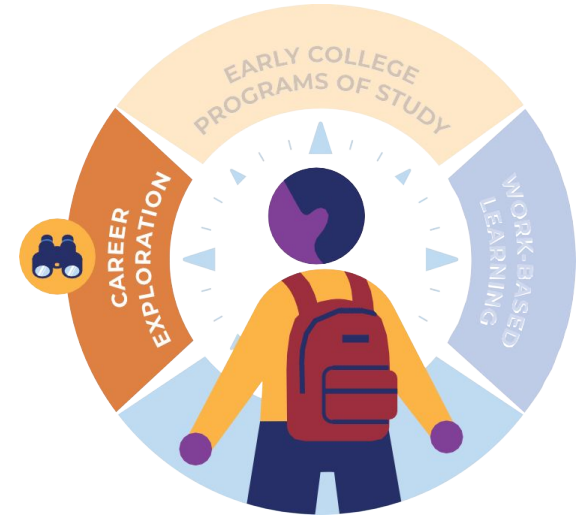 EARLY COLLEGE
PROGRAMS OF STUDY
CAREER
EXPLORATION
WORK-BASED
LEARNING